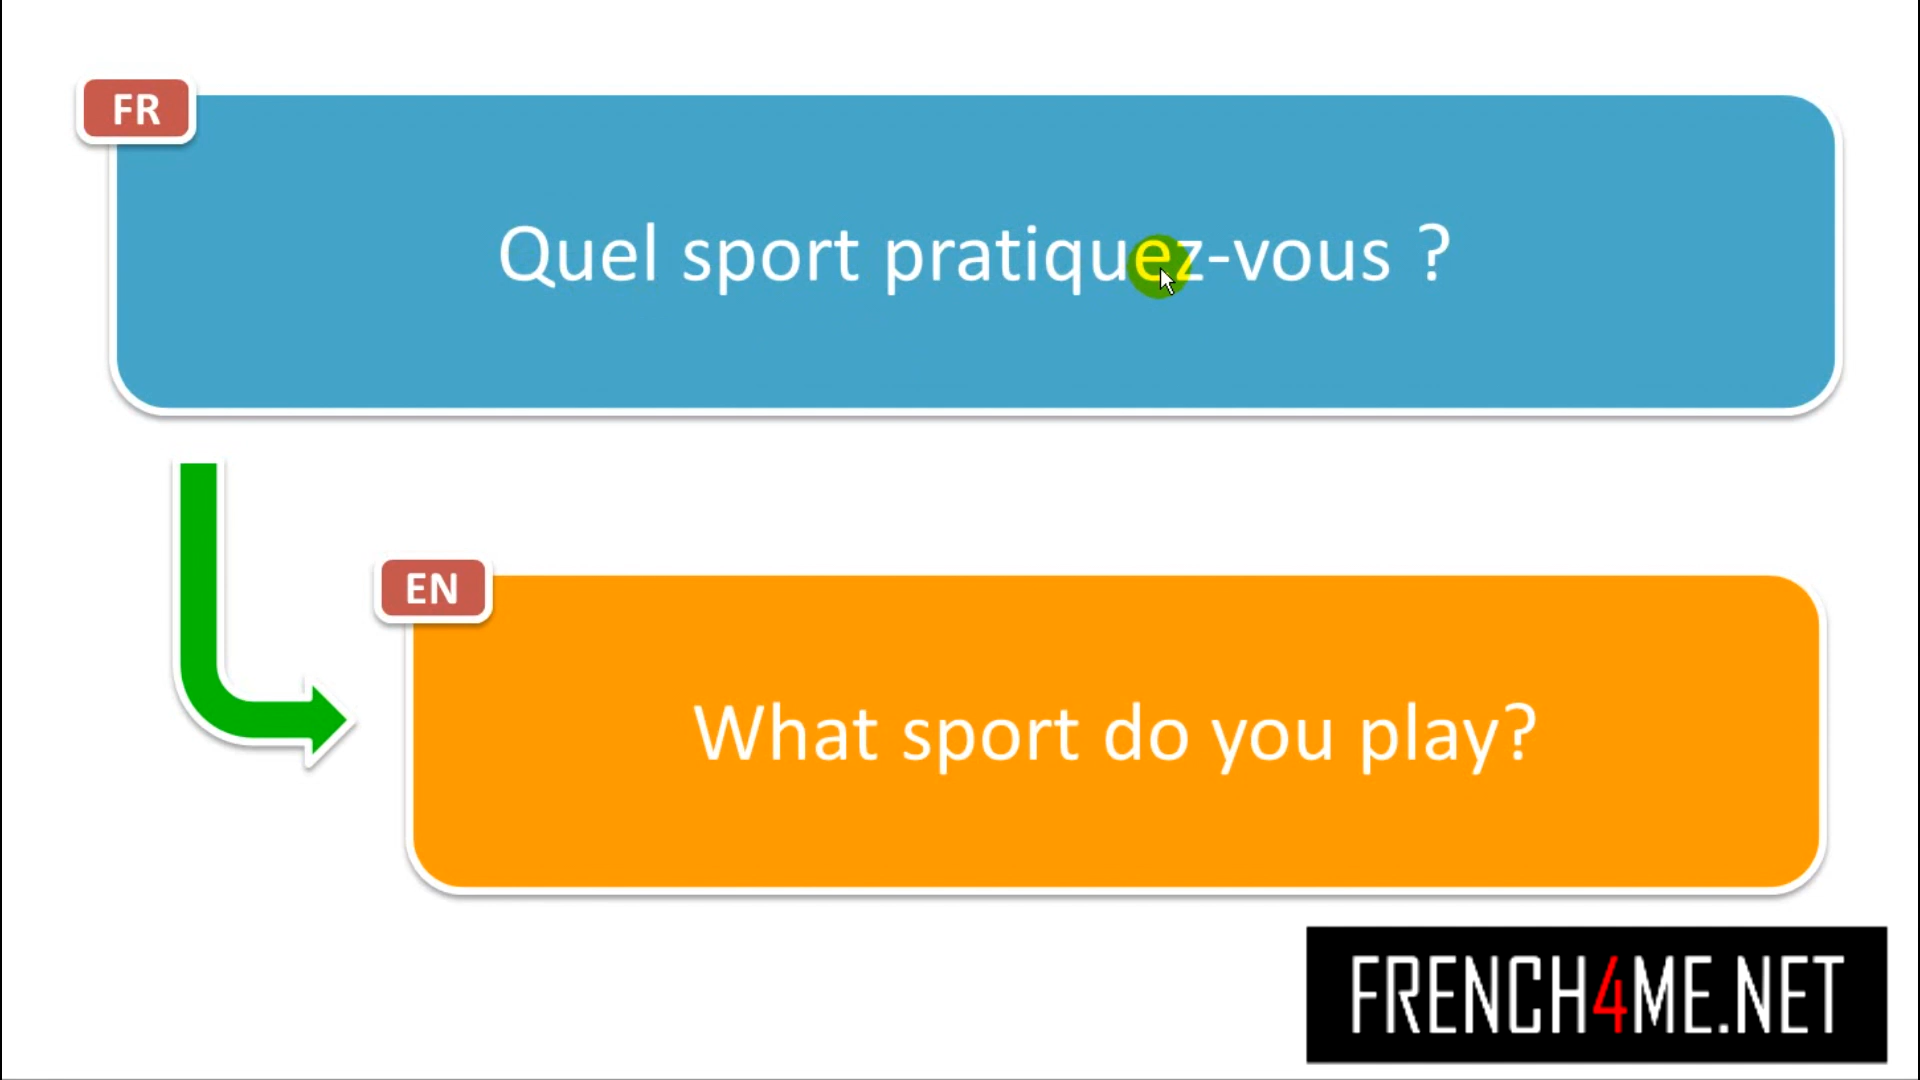 FR
Quel sport pratiquez-vous ?
EN
What sport do you play?
FRENCH4ME.NET